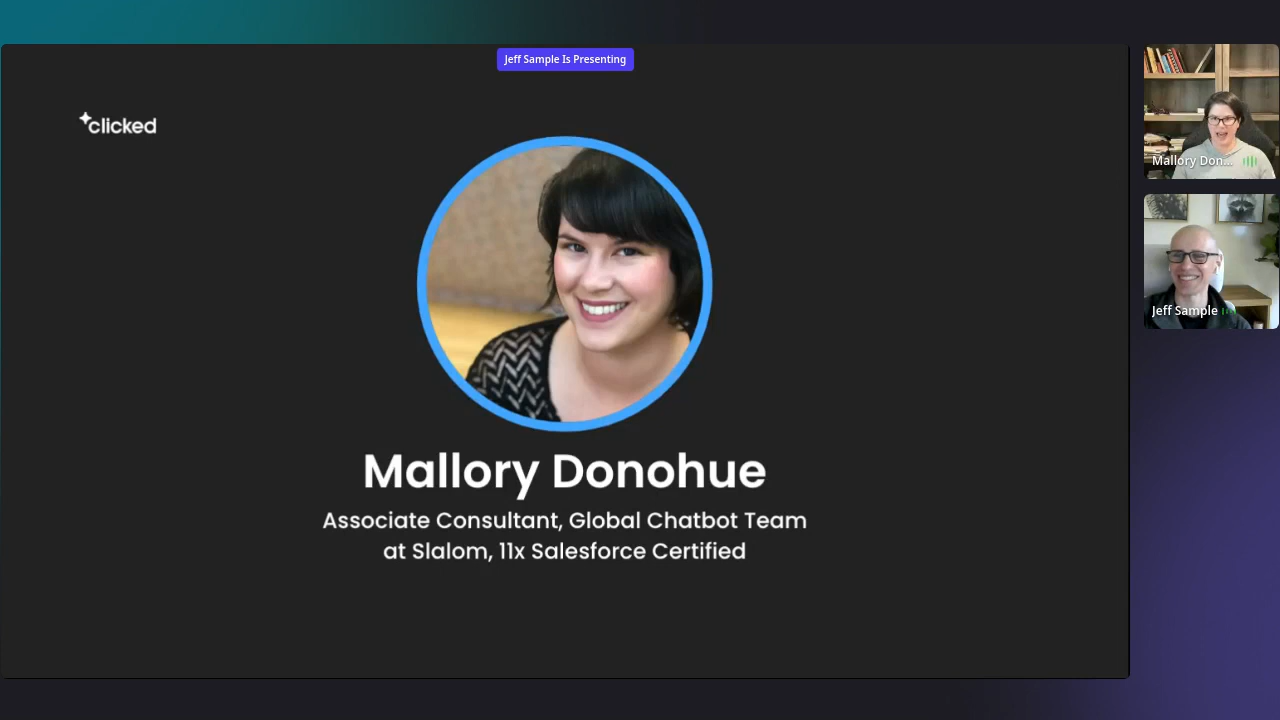 Jeff Sample Is Presenting
clicked
Mallory Donohue
Associate Consultant, Global Chatbot Team
at Slalom, 11x Salesforce Certified
Mallory Don...
Jeff Sample